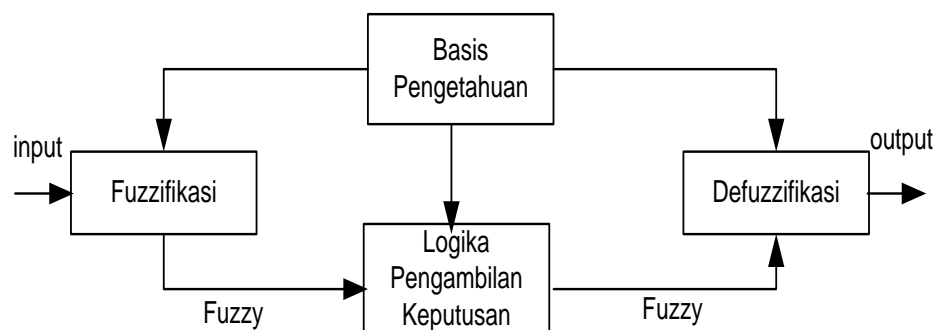 Basis
Pengetahuan
input
Fuzzifikasi
output
Defuzzifikasi
Logika
Pengambilan
Keputusan
Fuzzy
Fuzzy